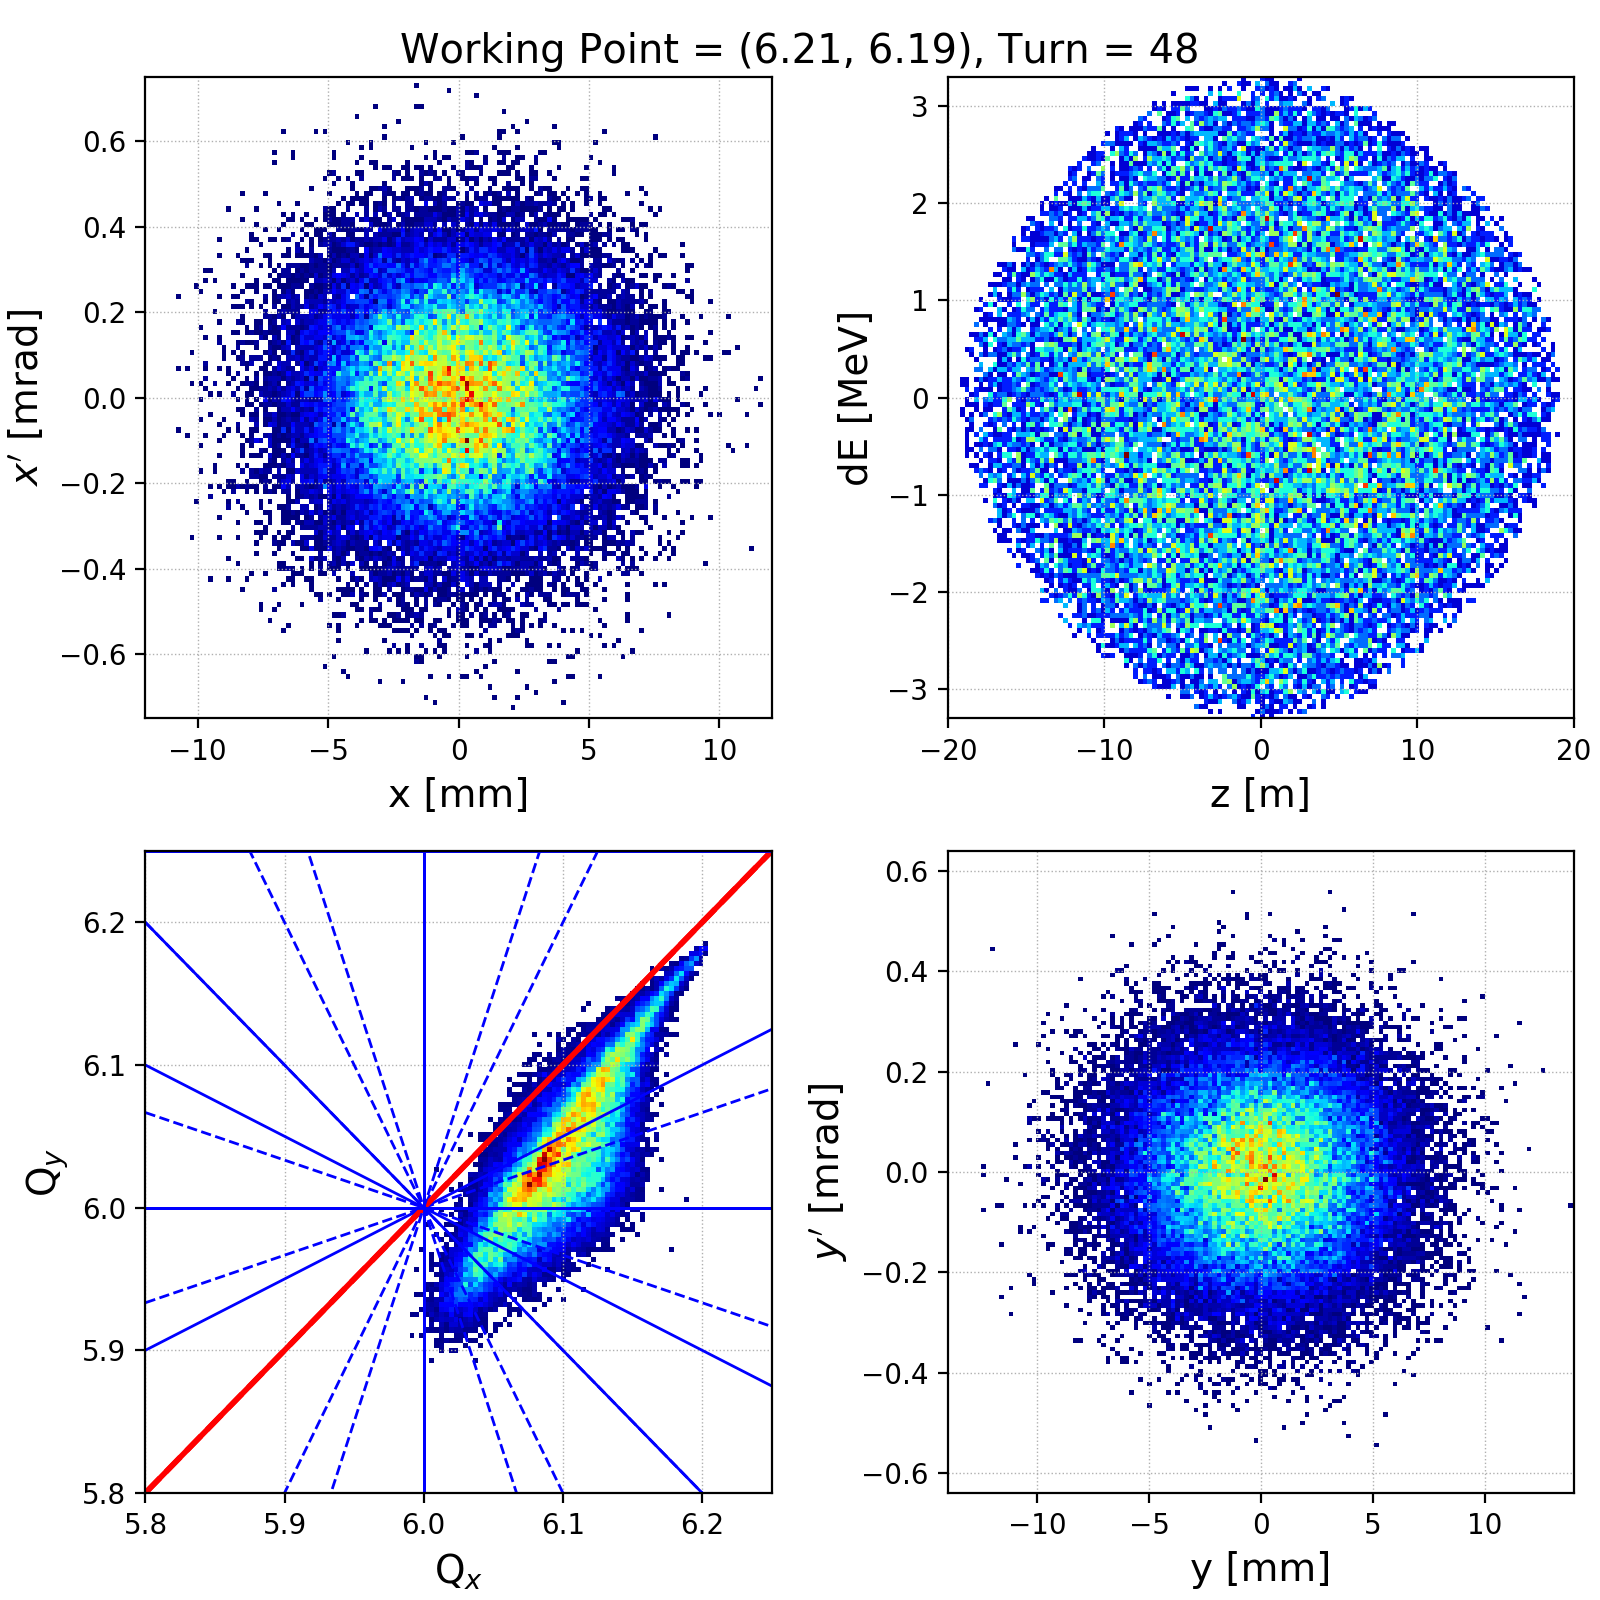 Working Point = (6.21, 6.19), Turn = 48
0.6
0.4
0.2
0.0
−0.2
−0.4
−0.6
x′ [mrad]
−10 −5 0 5 10
x [mm]
3
2
1
0
−1
−2
−3
dE [MeV]
−20 −10 0 10 20
z [m]
6.2
6.1
6.0
5.9
5.8
Qy
5.8 5.9 6.0 6.1 6.2
Qx
0.6
0.4
0.2
0.0
−0.2
−0.4
−0.6
y′ [mrad]
−10 −5 0 5 10
y [mm]